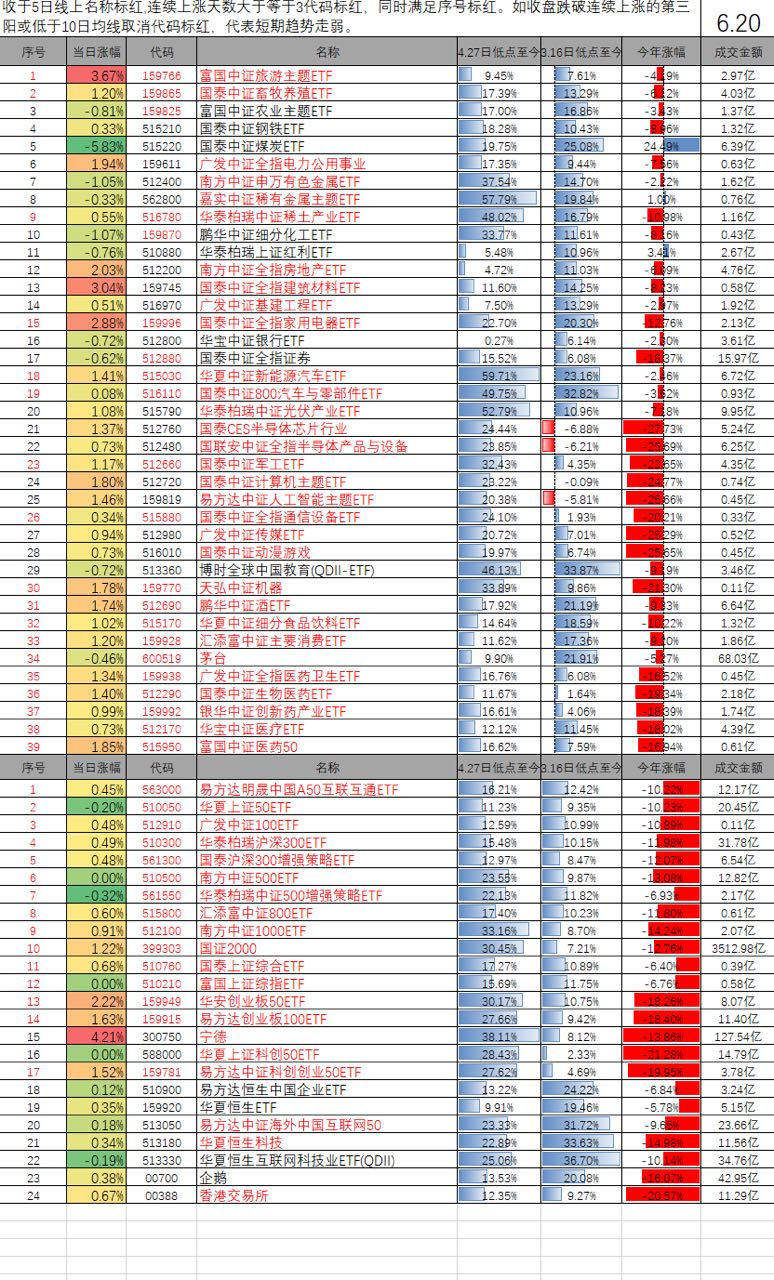 收于5日线上名称标红,连续上涨天数大于等于3代码标红，同时满足序号标红。如收盘跌破连续上涨的第三
阳或低于10日均线取消代码标红，代表短期趋势走弱。
6.20
序号 当日涨幅 代码 名称 4.27日低点至今 3.16日低点至今 今年涨幅 成交金额
1 3.67% 159766 富国中证旅游主题ETF 9.45% 7.61% 2.97亿
2 1.20% 159865 国泰中证畜牧养殖ETF 17.39% 13.29% 4.03亿
3 -0.81% 159825 富国中证农业主题ETF 17.00% 16.86% 1.37亿
4 0.33% 515210 国泰中证钢铁ETF 18.28% 10.43% -8.96% 1.32亿
5 -5.83% 515220 国泰中证煤炭ETF 19.75% 25.08% 24.49% 6.39亿
6 1.94% 159611 广发中证全指电力公用事业 17.35% 9.44% -7.56% 0.63亿
7 -1.05% 512400 南方中证申万有色金属ETF 37.54% 14.70% 1.62亿
8 -0.33% 562800 嘉实中证稀有金属主题ETF 57.79% 19.84% 0.76亿
9 0.55% 516780 华泰柏瑞中证稀土产业ETF 48.02% 16.79% -10.98% 1.16亿
10 -1.07% 159870 鹏华中证细分化工ETF 33.77% 11.61% 0.43亿
11 -0.76% 510880 华泰柏瑞上证红利ETF 5.48% 10.96% 2.67亿
12 2.03% 512200 南方中证全指房地产ETF 4.72% 11.03% 4.76亿
13 3.04% 159745 国泰中证全指建筑材料ETF 11.60% 14.25% 0.58亿
14 0.51% 516970 广发中证基建工程ETF 7.50% 13.29% 1.92亿
15 2.88% 159996 国泰中证全指家用电器ETF 22.70% 20.30% -12.76% 2.13亿
16 -0.72% 512800 华宝中证银行ETF 0.27% 6.14% 3.61亿
17 -0.62% 512880 国泰中证全指证券 15.52% 6.08% -18.37% 15.97亿
18 1.41% 515030 华夏中证新能源汽车ETF 59.71% 23.16% 6.72亿
19 0.08% 516110 国泰中证800汽车与零部件ETF 49.75% 32.82% 0.93亿
20 1.08% 515790 华泰柏瑞中证光伏产业ETF 52.79% 10.96% 9.95亿
21 1.37% 512760 国泰CES半导体芯片行业 24.44% -6.88% -27.73% 5.24亿
22 0.73% 512480 国联安中证全指半导体产品与设备 23.85% -6.21% -25.69% 6.25亿
23 1.17% 512660 国泰中证军工ETF 32.43% 4.35% -22.65% 4.35亿
24 1.80% 512720 国泰中证计算机主题ETF 23.22% -0.09% -24.77% 0.74亿
25 1.46% 159819 易方达中证人工智能主题ETF 20.38% -5.81% -25.66% 0.45亿
26 0.34% 515880 国泰中证全指通信设备ETF 24.10% 1.93% -20.21% 0.33亿
27 0.94% 512980 广发中证传媒ETF 20.72% 7.01% -25.29% 0.52亿
28 0.73% 516010 国泰中证动漫游戏 19.97% 6.74% -25.65% 0.45亿
29 -0.72% 513360 博时全球中国教育(QDII-ETF) 46.13% 33.87% 3.46亿
30 1.78% 159770 天弘中证机器 33.89% 9.86% -21.30% 0.11亿
31 1.74% 512690 鹏华中证酒ETF 17.92% 21.19% 6.64亿
32 1.02% 515170 华夏中证细分食品饮料ETF 14.64% 18.59% -10.22% 1.32亿
33 1.20% 159928 汇添富中证主要消费ETF 11.62% 17.36% 1.86亿
34 -0.46% 600519 茅台 9.90% 21.91% 68.03亿
35 1.34% 159938 广发中证全指医药卫生ETF 16.76% 6.08% -16.52% 0.45亿
36 1.40% 512290 国泰中证生物医药ETF 11.67% 1.64% -19.34% 2.18亿
37 0.99% 159992 银华中证创新药产业ETF 16.61% 4.06% -18.39% 1.74亿
38 0.73% 512170 华宝中证医疗ETF 12.12% 11.45% -18.02% 4.39亿
39 1.85% 515950 富国中证医药50 16.62% 7.59% -16.94% 0.61亿
序号 当日涨幅 代码 名称 4.27日低点至今 3.16日低点至今 今年涨幅 成交金额
1 0.45% 563000 易方达明晟中国A50互联互通ETF 16.21% 12.42% -10.22% 12.17亿
2 -0.20% 510050 华夏上证50ETF 11.23% 9.35% -10.23% 20.45亿
3 0.48% 512910 广发中证100ETF 12.59% 10.99% -10.89% 0.11亿
4 0.49% 510300 华泰柏瑞沪深300ETF 15.48% 10.15% -11.98% 31.78亿
5 0.48% 561300 国泰沪深300增强策略ETF 12.97% 8.47% -12.07% 6.54亿
6 0.00% 510500 南方中证500ETF 23.55% 9.87% -13.08% 12.82亿
7 -0.32% 561550 华泰柏瑞中证500增强策略ETF 22.13% 11.82% -6.93% 2.17亿
8 0.60% 515800 汇添富中证800ETF 17.40% 10.23% -11.80% 0.61亿
9 0.91% 512100 南方中证1000ETF 33.16% 8.70% -14.24% 2.07亿
10 1.22% 399303 国证2000 30.45% 7.21% -12.76% 3512.98亿
11 0.68% 510760 国泰上证综合ETF 17.27% 10.89% -6.40% 0.39亿
12 0.00% 510210 富国上证综指ETF 15.69% 11.75% -6.76% 0.58亿
13 2.22% 159949 华安创业板50ETF 30.17% 10.75% -18.26% 8.07亿
14 1.63% 159915 易方达创业板100ETF 27.66% 9.42% -18.40% 11.40亿
15 4.21% 300750 宁德 38.11% 8.12% -13.86% 127.54亿
16 0.00% 588000 华夏上证科创50ETF 28.43% 2.33% -21.28% 14.79亿
17 1.52% 159781 易方达中证科创创业50ETF 27.62% 4.69% -19.95% 3.78亿
18 0.12% 510900 易方达恒生中国企业ETF 13.22% 24.22% -6.84% 3.24亿
19 0.35% 159920 华夏恒生ETF 9.91% 19.46% -5.78% 5.15亿
20 0.18% 513050 易方达中证海外中国互联网50 23.33% 31.72% 23.66亿
21 0.34% 513180 华夏恒生科技 22.89% 33.63% -14.98% 11.56亿
22 -0.19% 513330 华夏恒生互联网科技业ETF(QDII) 25.06% 36.70% -10.14% 34.76亿
23 0.38% 00700 企鹅 13.53% 20.08% -16.07% 42.95亿
24 0.67% 00388 香港交易所 12.35% 9.27% -20.57% 11.29亿